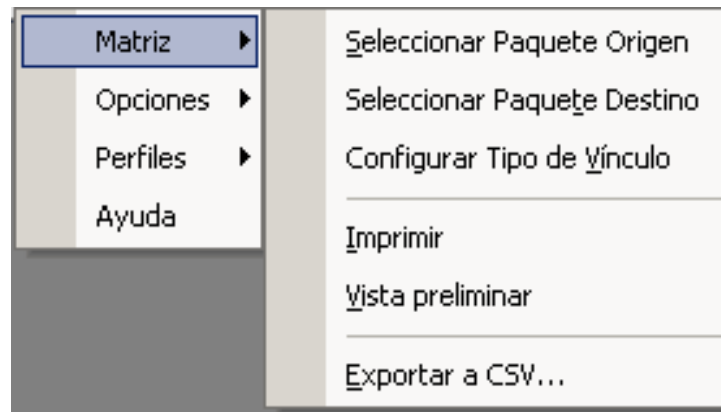 Matriz
Opciones
Perfiles
Ayuda
Seleccionar Paquete Origen
Seleccionar Paquete Destino
Configurar Tipo de Vínculo
Imprimir
Vista preliminar
Exportar a CSV...